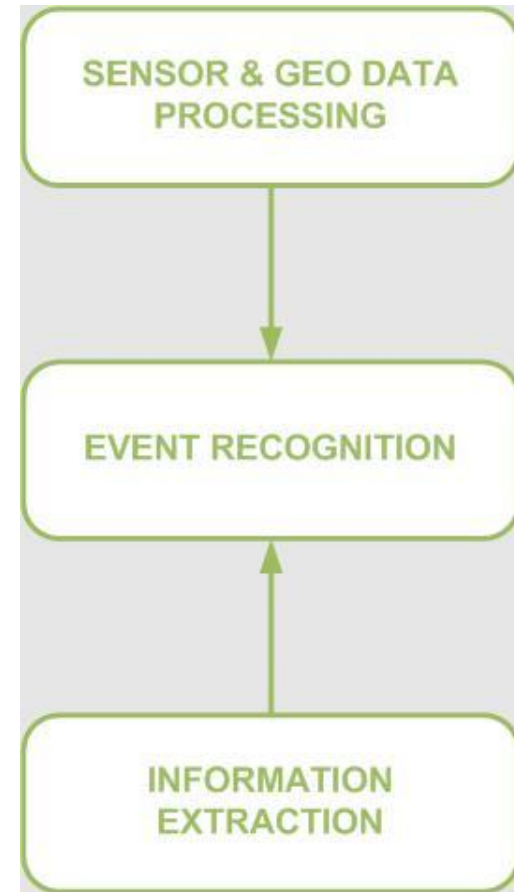 SENSOR & GEO DATA
PROCESSING
EVENT RECOGNITION
INFORMATION
EXTRACTION